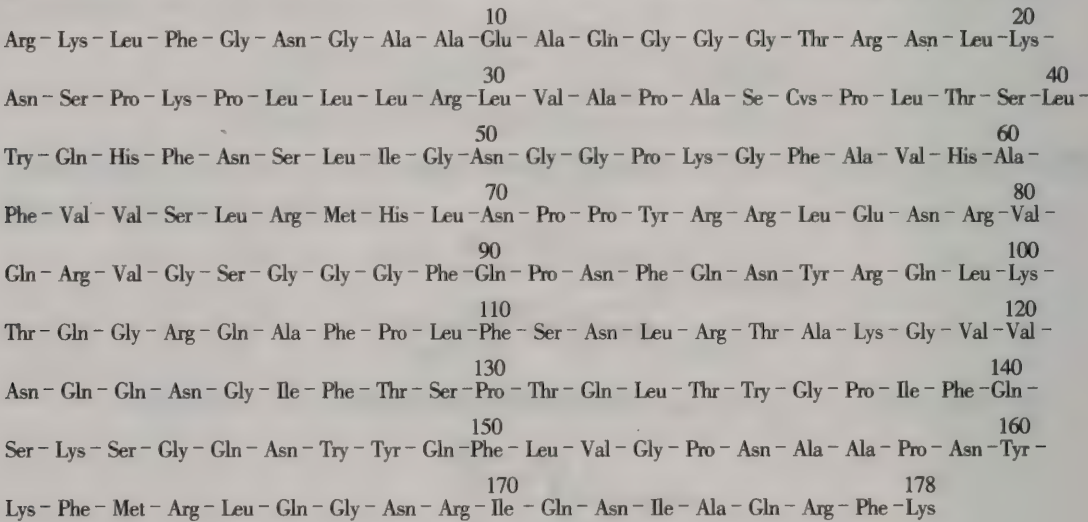 10 20
Arg - Lys - Leu - Phe - Gly - Asn - Gly - Ala - Ala - Glu - Ala - Gln - Gly - Gly - Gly - Thr - Arg - Asn - Leu - Lys -
30 40
Asn - Ser - Pro - Lys - Pro - Leu - Leu - Leu - Arg - Leu - Val - Ala - Pro - Ala - Se - Cvs - Pro - Leu - Thr - Ser - Leu -
50 60
Try - Gln - His - Phe - Asn - Ser - Leu - Ile - Gly - Asn - Gly - Gly - Pro - Lys - Gly - Phe - Ala - Val - His - Ala -
70 80
Phe - Val - Val - Ser - Leu - Arg - Met - His - Leu - Asn - Pro - Pro - Tyr - Arg - Arg - Leu - Glu - Asn - Arg - Val -
90 100
Gln - Arg - Val - Gly - Ser - Gly - Gly - Gly - Phe - Gln - Pro - Asn - Phe - Gln - Asn - Tyr - Arg - Gln - Leu - Lys -
110 120
Thr - Gln - Gly - Arg - Gln - Ala - Phe - Pro - Leu - Phe - Ser - Asn - Leu - Arg - Thr - Ala - Lys - Gly - Val - Val -
130 140
Asn - Gln - Gln - Asn - Gly - Ile - Phe - Thr - Ser - Pro - Thr - Gln - Leu - Thr - Try - Gly - Pro - Ile - Phe - Gln -
150 160
Ser - Lys - Ser - Gly - Gln - Asn - Try - Tyr - Gln - Phe - Leu - Val - Gly - Pro - Asn - Ala - Ala - Pro - Asn - Tyr -
170 178
Lys - Phe - Met - Arg - Leu - Gln - Gly - Asn - Arg - Ile - Gln - Asn - Ile - Ala - Gln - Arg - Phe - Lys